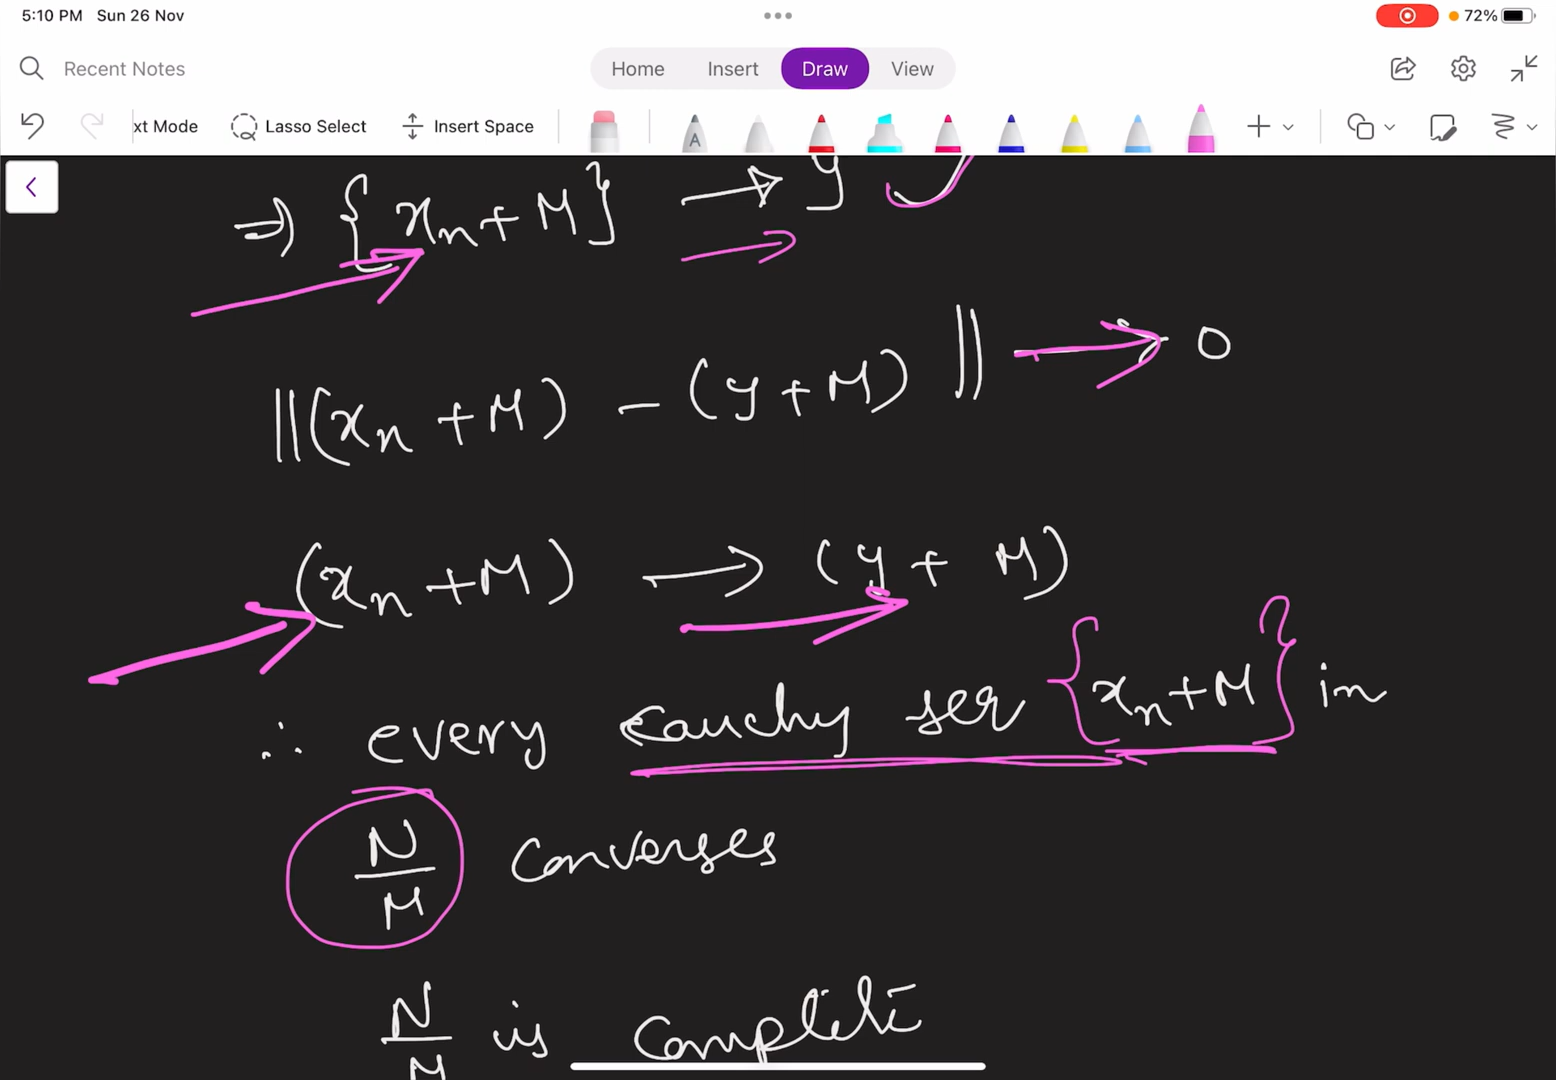 5:10 PM Sun 26 Nov
72%
Recent Notes
Home Insert Draw View
xt Mode Lasso Select Insert Space
A
⇒ {xn + M} → y
||(xn + M) - (y + M)|| → 0
(xn + M) → (y + M)
∴ every cauchy seq {xn + M} in
N/M converges
N/M is complete